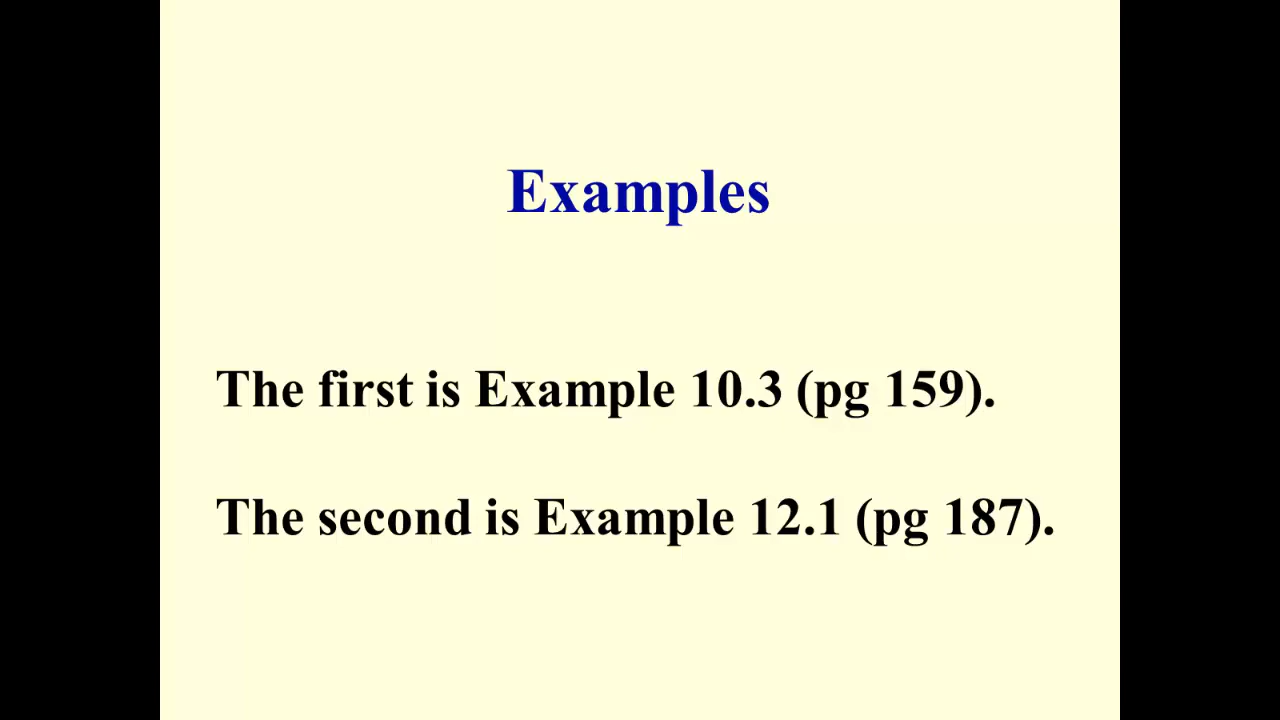 Examples
The first is Example 10.3 (pg 159).
The second is Example 12.1 (pg 187).